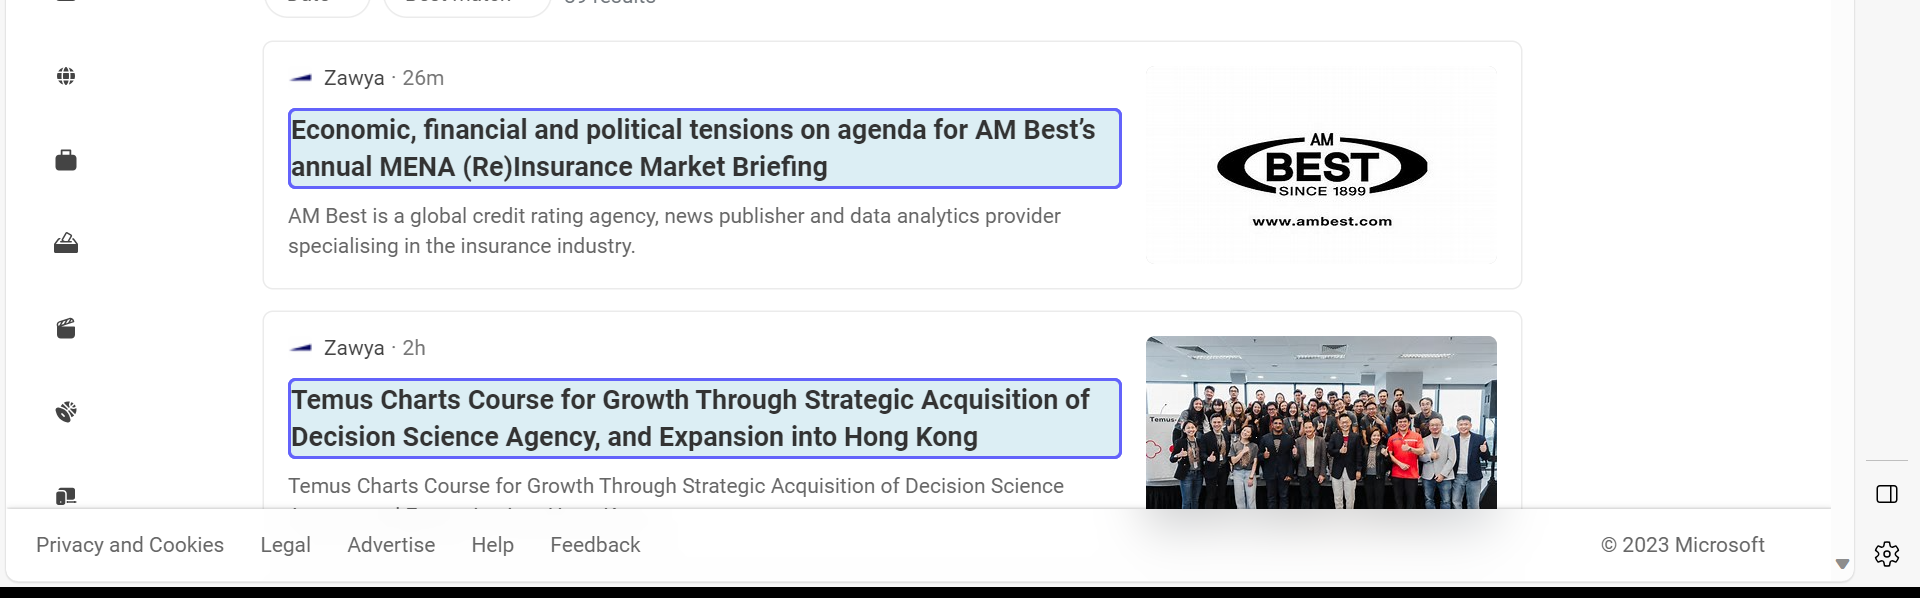 Zawya · 26m
Economic, financial and political tensions on agenda for AM Best’s
annual MENA (Re)Insurance Market Briefing
AM Best is a global credit rating agency, news publisher and data analytics provider
specialising in the insurance industry.
AM
BEST
SINCE 1899
www.ambest.com
Zawya · 2h
Temus Charts Course for Growth Through Strategic Acquisition of
Decision Science Agency, and Expansion into Hong Kong
Temus Charts Course for Growth Through Strategic Acquisition of Decision Science
Temus
Privacy and Cookies Legal Advertise Help Feedback © 2023 Microsoft